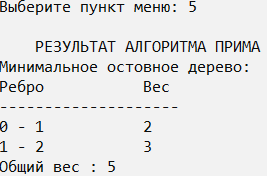 Выберите пункт меню: 5
РЕЗУЛЬТАТ АЛГОРИТМА ПРИМА
Минимальное остовное дерево:
Ребро Вес
--------------------
0 - 1 2
1 - 2 3
Общий вес : 5